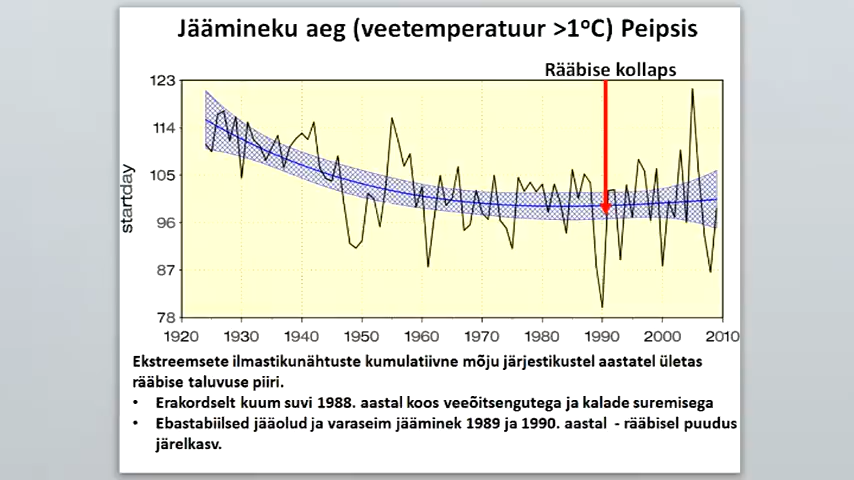 Jäämineku aeg (veetemperatuur >1°C) Peipsis
Rääbise kollaps
123
114
105
96
87
78
startday
1920 1930 1940 1950 1960 1970 1980 1990 2000 2010
Ekstreemsete ilmastikunähtuste kumulatiivne mõju järjestikustel aastatel ületas
rääbise taluvuse piiri.
• Erakordselt kuum suvi 1988. aastal koos veeõitsengutega ja kalade suremisega
• Ebastabiilsed jääolud ja varaseim jääminek 1989 ja 1990. aastal - rääbisel puudus
järelkasv.